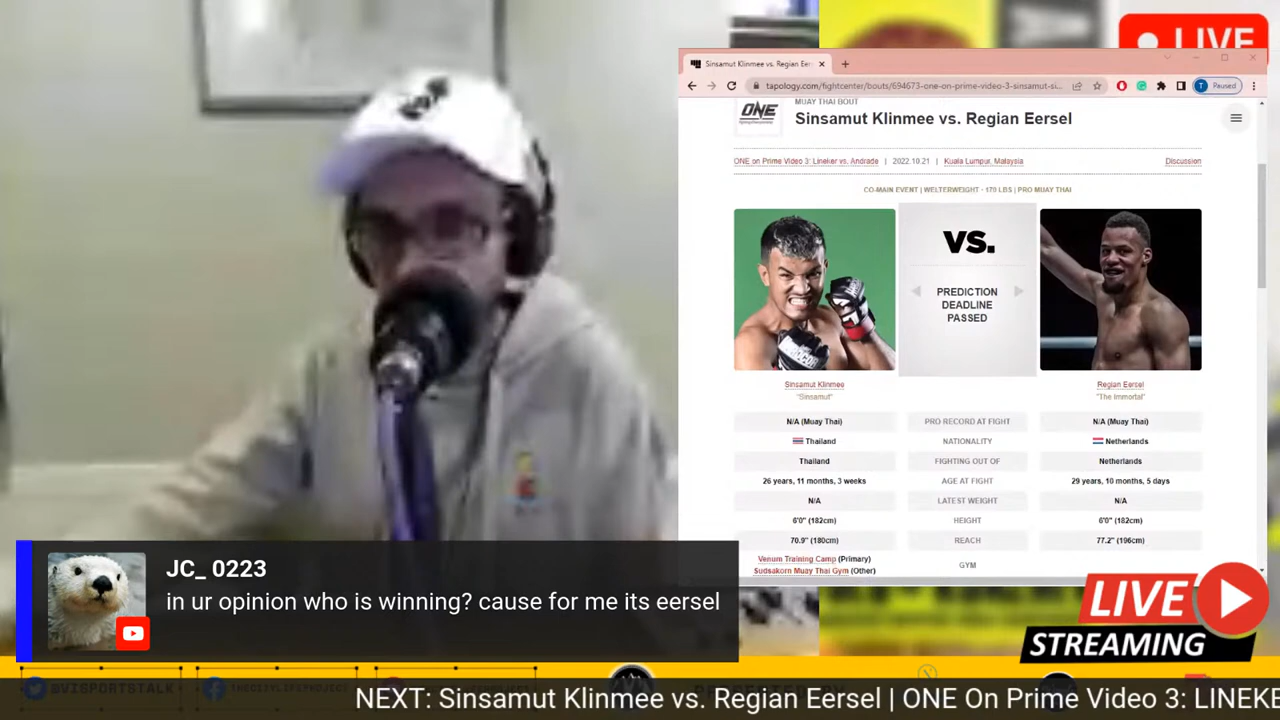 LIVE
Sinsamut Klinmee vs. Regian Eer
tapology.com/fightcenter/bouts/694673-one-on-prime-video-3-sinsamut-si...
T Paused
MUAY THAI BOUT
ONE
Sinsamut Klinmee vs. Regian Eersel
ONE on Prime Video 3: Lineker vs. Andrade | 2022.10.21 | Kuala Lumpur, Malaysia
Discussion
CO-MAIN EVENT | WELTERWEIGHT · 170 LBS | PRO MUAY THAI
VS.
PREDICTION
DEADLINE
PASSED
Sinsamut Klinmee
"Sinsamut"
Regian Eersel
"The Immortal"
N/A (Muay Thai) PRO RECORD AT FIGHT N/A (Muay Thai)
Thailand NATIONALITY Netherlands
Thailand FIGHTING OUT OF Netherlands
26 years, 11 months, 3 weeks AGE AT FIGHT 29 years, 10 months, 5 days
N/A LATEST WEIGHT N/A
6'0" (182cm) HEIGHT 6'0" (182cm)
70.9" (180cm) REACH 77.2" (196cm)
Venum Training Camp (Primary)
Sudsakorn Muay Thai Gym (Other)
GYM
JC_ 0223
in ur opinion who is winning? cause for me its eersel
LIVE
STREAMING
@VISPORTSTALK
THECITYLIFEPROJECT
NEXT: Sinsamut Klinmee vs. Regian Eersel | ONE On Prime Video 3: LINEKE